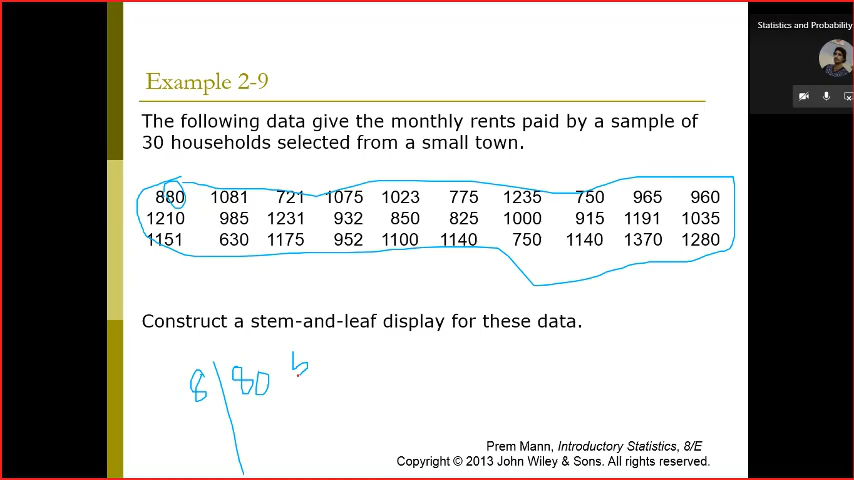 Statistics and Probability
Example 2-9
The following data give the monthly rents paid by a sample of
30 households selected from a small town.
880 1081 721 1075 1023 775 1235 750 965 960
1210 985 1231 932 850 825 1000 915 1191 1035
1151 630 1175 952 1100 1140 750 1140 1370 1280
Construct a stem-and-leaf display for these data.
8 80
Prem Mann, Introductory Statistics, 8/E
Copyright © 2013 John Wiley & Sons. All rights reserved.